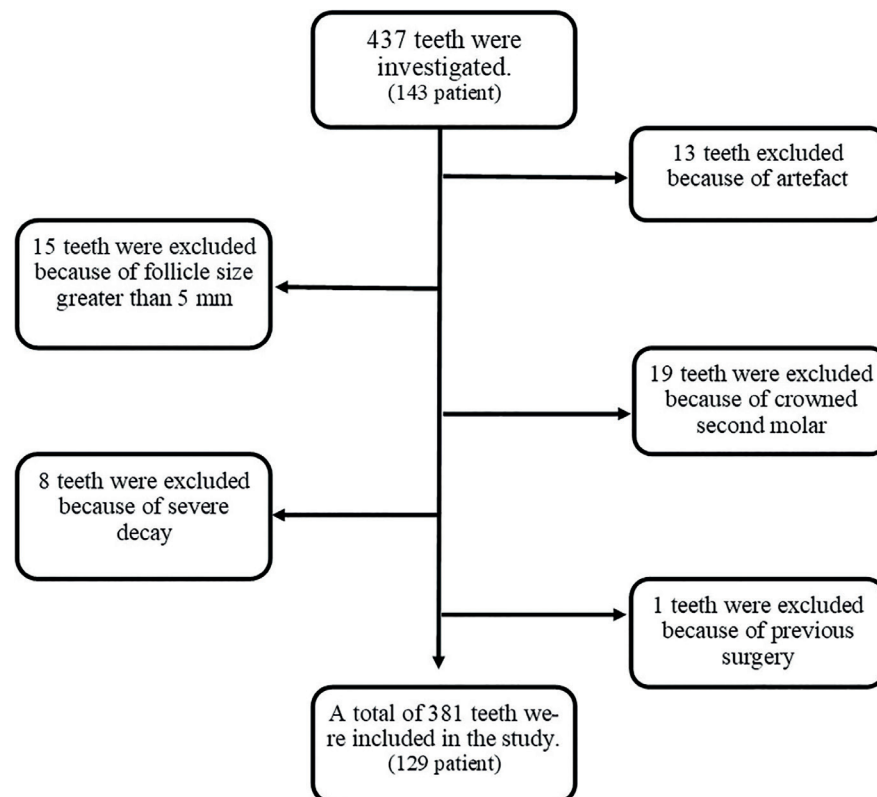 437 teeth were
investigated.
(143 patient)
13 teeth excluded
because of artefact
15 teeth were excluded
because of follicle size
greater than 5 mm
19 teeth were excluded
because of crowned
second molar
8 teeth were excluded
because of severe
decay
1 teeth were excluded
because of previous
surgery
A total of 381 teeth we-
re included in the study.
(129 patient)